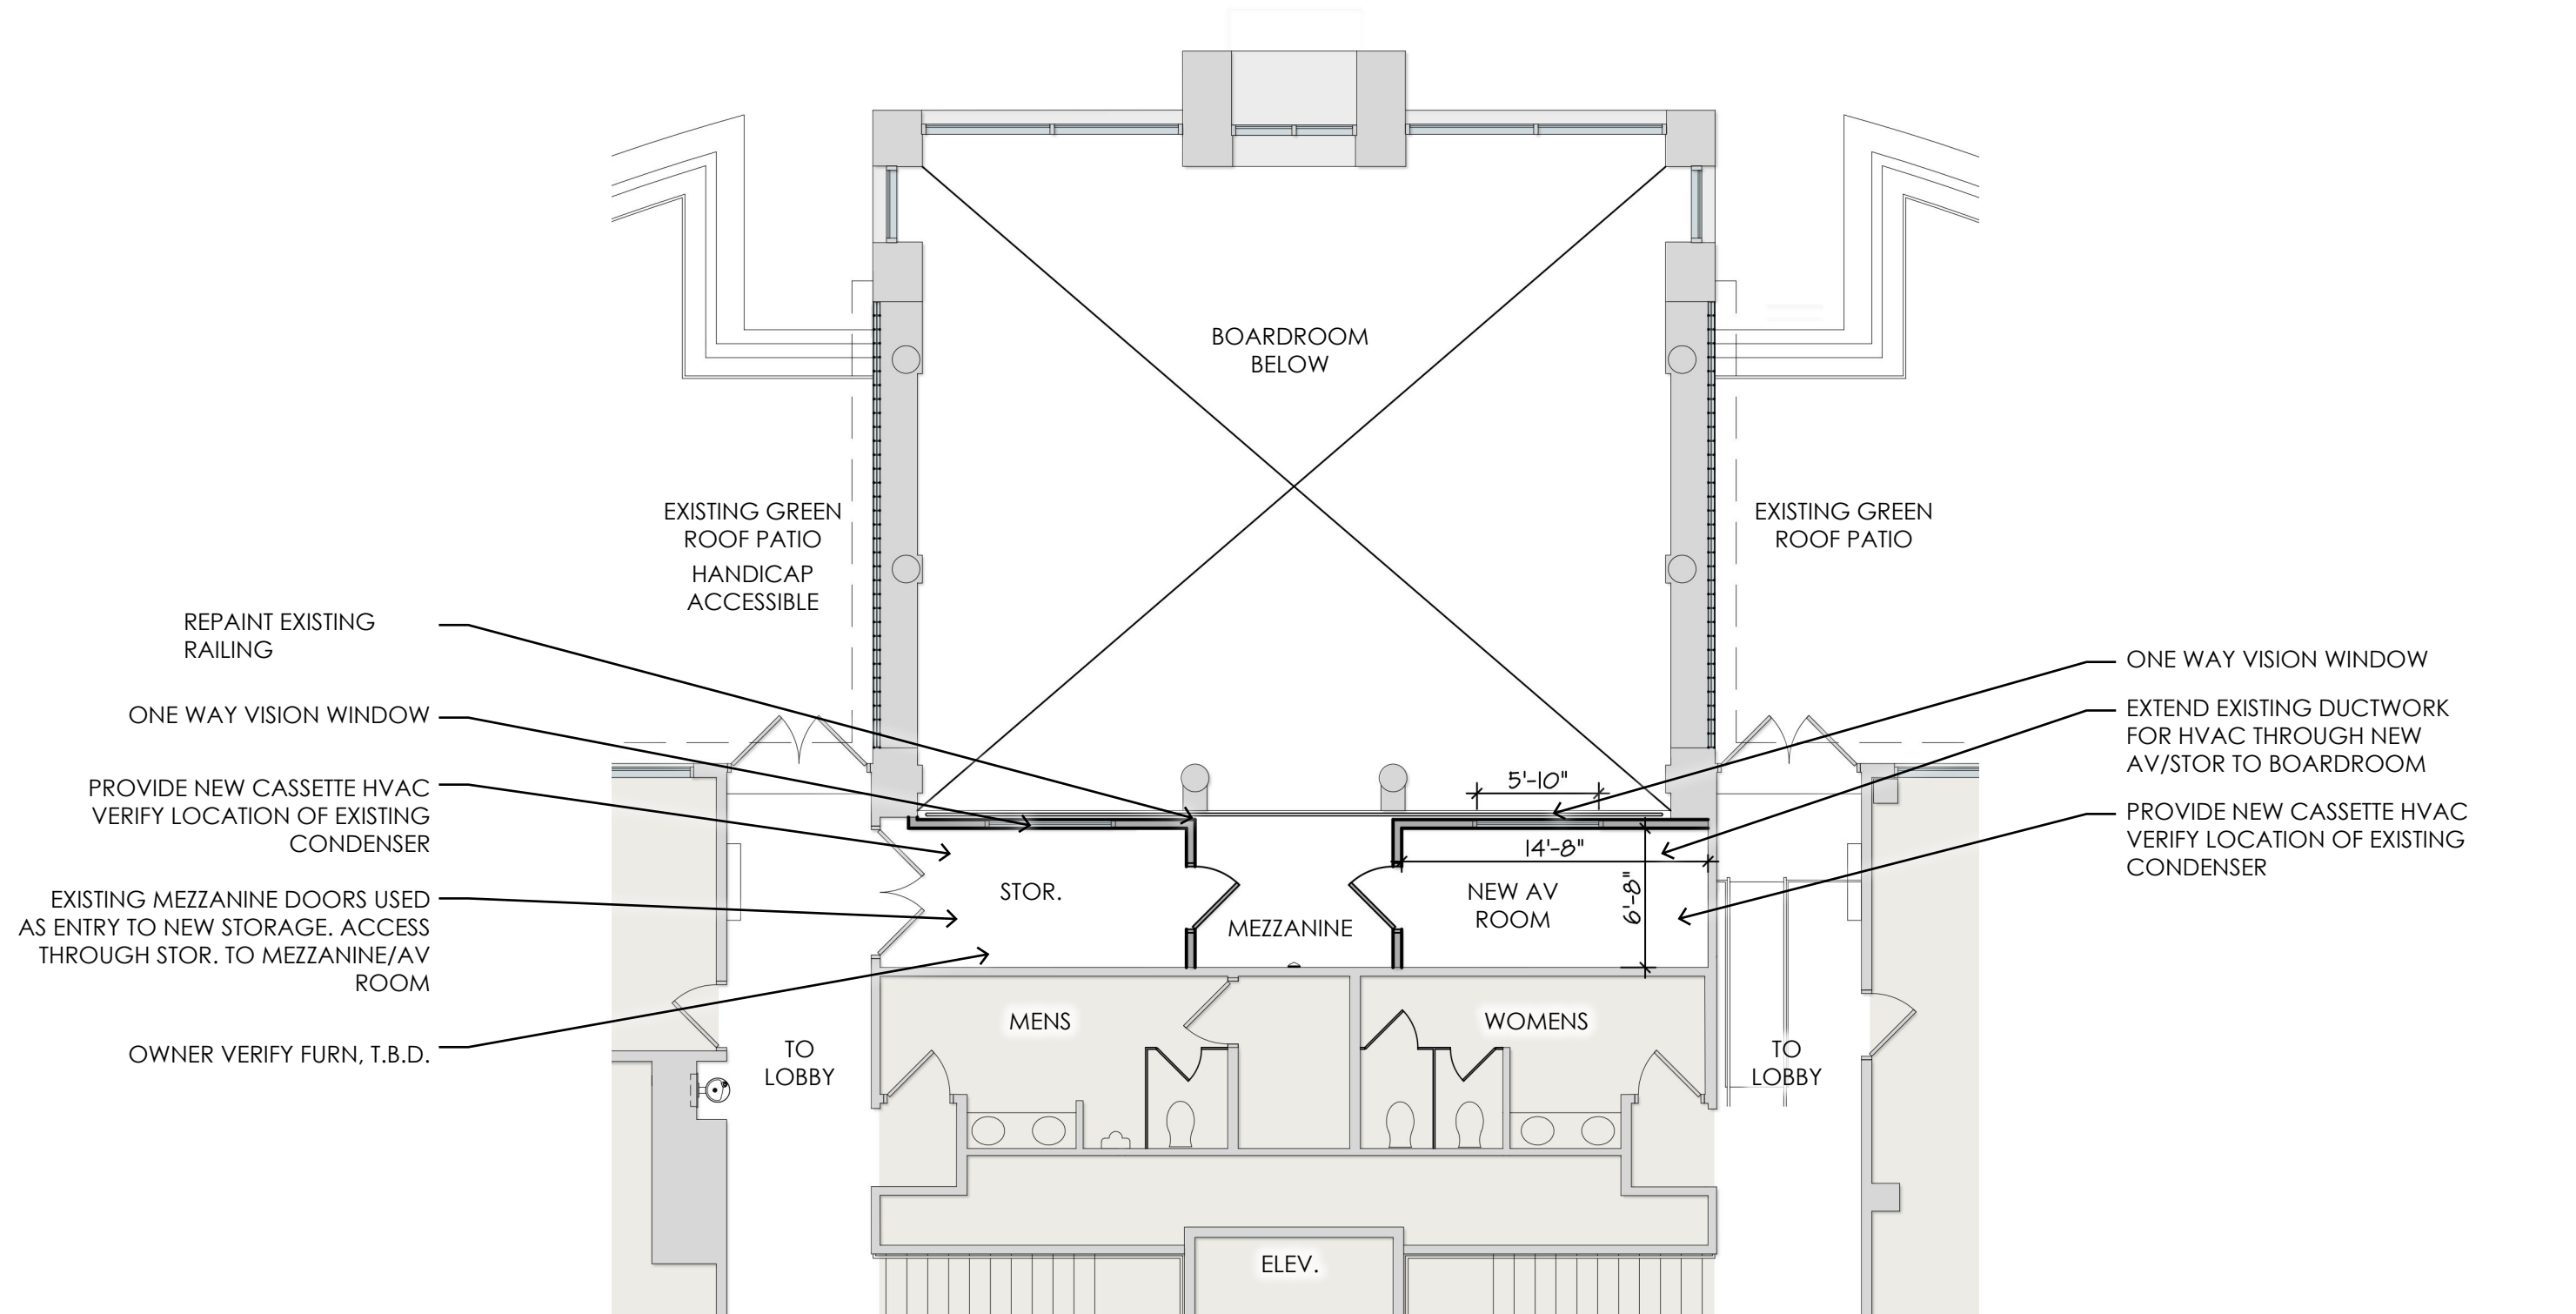 BOARDROOM
BELOW
EXISTING GREEN
ROOF PATIO
HANDICAP
ACCESSIBLE
EXISTING GREEN
ROOF PATIO
REPAINT EXISTING
RAILING
ONE WAY VISION WINDOW
PROVIDE NEW CASSETTE HVAC
VERIFY LOCATION OF EXISTING
CONDENSER
EXISTING MEZZANINE DOORS USED
AS ENTRY TO NEW STORAGE. ACCESS
THROUGH STOR. TO MEZZANINE/AV
ROOM
OWNER VERIFY FURN, T.B.D.
ONE WAY VISION WINDOW
EXTEND EXISTING DUCTWORK
FOR HVAC THROUGH NEW
AV/STOR TO BOARDROOM
PROVIDE NEW CASSETTE HVAC
VERIFY LOCATION OF EXISTING
CONDENSER
5'-10"
14'-8"
6'-8"
STOR.
MEZZANINE
NEW AV
ROOM
MENS
WOMENS
TO
LOBBY
TO
LOBBY
ELEV.